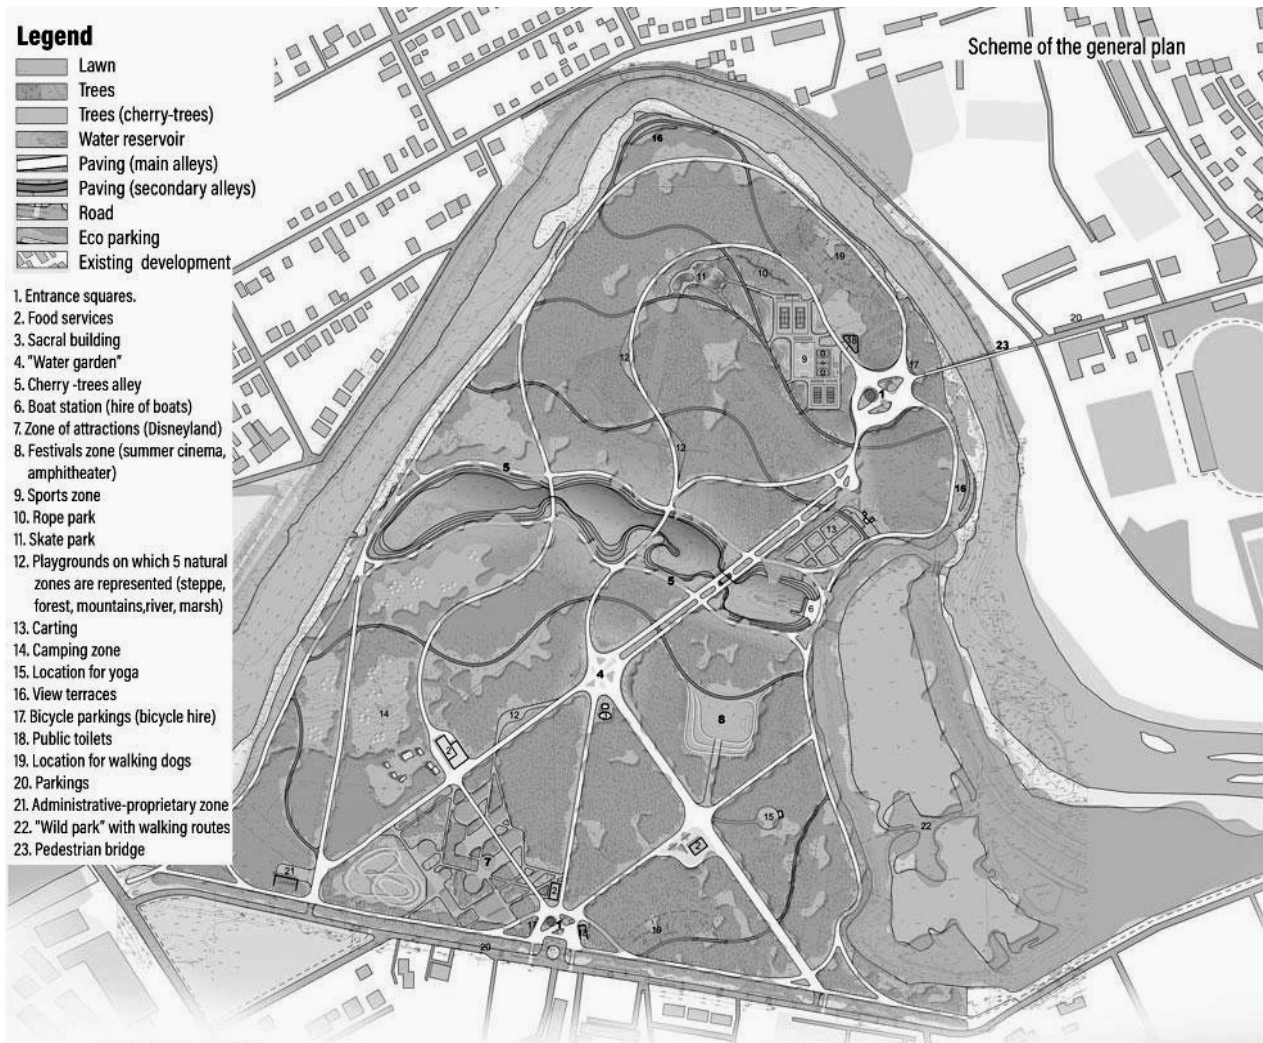 Legend
Lawn
Trees
Trees (cherry-trees)
Water reservoir
Paving (main alleys)
Paving (secondary alleys)
Road
Eco parking
Existing development
1. Entrance squares.
2. Food services
3. Sacral building
4. "Water garden"
5. Cherry -trees alley
6. Boat station (hire of boats)
7. Zone of attractions (Disneyland)
8. Festivals zone (summer cinema,
amphitheater)
9. Sports zone
10. Rope park
11. Skate park
12. Playgrounds on which 5 natural
zones are represented (steppe,
forest, mountains,river, marsh)
13. Carting
14. Camping zone
15. Location for yoga
16. View terraces
17. Bicycle parkings (bicycle hire)
18. Public toilets
19. Location for walking dogs
20. Parkings
21. Administrative-proprietary zone
22. "Wild park" with walking routes
23. Pedestrian bridge
Scheme of the general plan
16
19
11
10
20
18
23
12
9
17
1
12
5
16
13
5
6
4
14
12
8
2
15
22
2
7
21
2
17
1
18
19
20